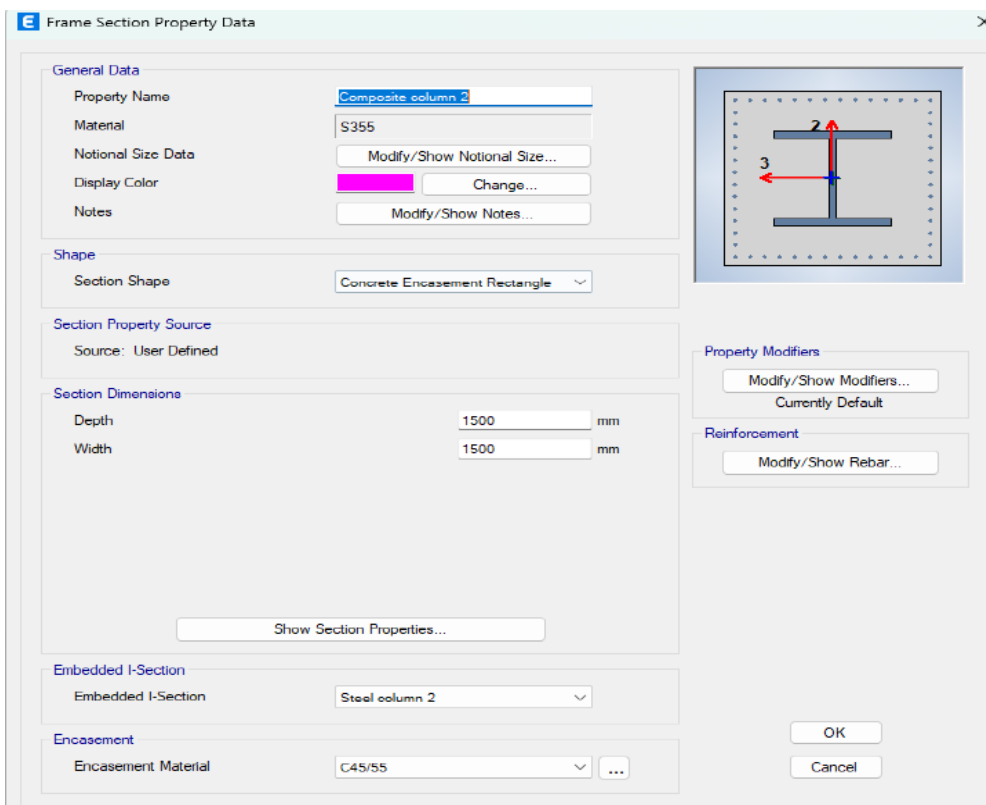 E Frame Section Property Data
General Data
Property Name Composite column 2
Material S355
Notional Size Data Modify/Show Notional Size...
Display Color Change...
Notes Modify/Show Notes...
2
3
Shape
Section Shape Concrete Encasement Rectangle
Section Property Source
Source: User Defined
Property Modifiers
Modify/Show Modifiers...
Currently Default
Section Dimensions
Depth 1500 mm
Width 1500 mm
Reinforcement
Modify/Show Rebar...
Show Section Properties...
Embedded I-Section
Embedded I-Section Steel column 2
Encasement
Encasement Material C45/55 ...
OK
Cancel